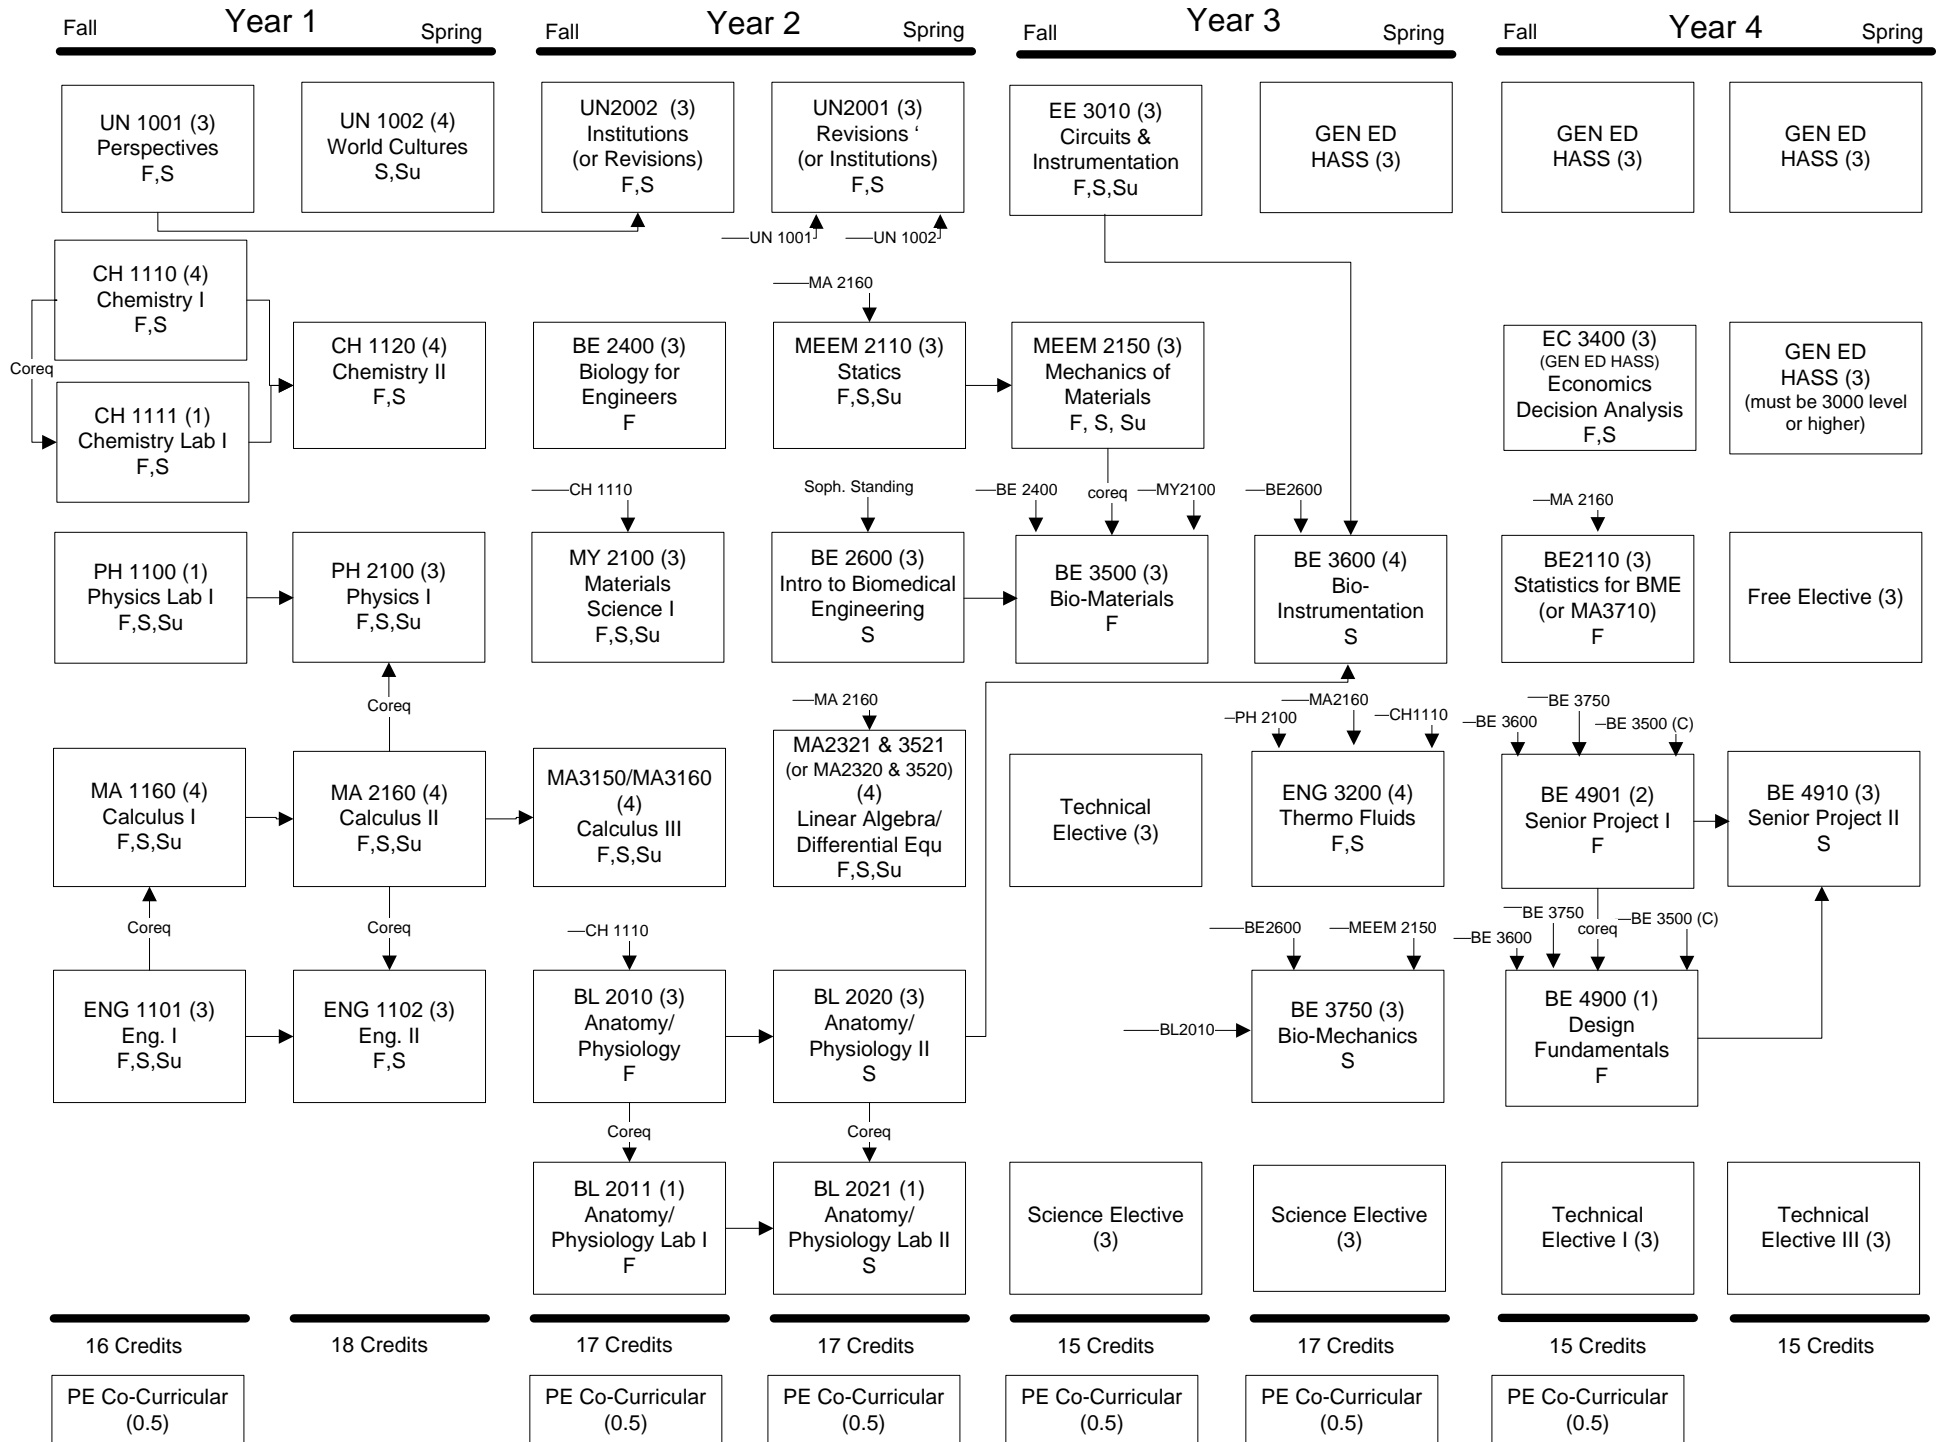 Fall
Year 1
Spring
Fall
Year 2
Spring
Fall
Year 3
Spring
Fall
Year 4
Spring
UN 1001 (3)
Perspectives
F,S
UN 1002 (4)
World Cultures
S,Su
UN2002  (3)
Institutions
(or Revisions)
F,S
UN2001 (3)
Revisions ‘
(or Institutions)
F,S
EE 3010 (3)
Circuits &
Instrumentation
F,S,Su
GEN ED
HASS (3)
GEN ED
HASS (3)
GEN ED
HASS (3)
UN 1001
UN 1002
CH 1110 (4)
Chemistry I
F,S
Coreq
CH 1111 (1)
Chemistry Lab I
F,S
CH 1120 (4)
Chemistry II
F,S
BE 2400 (3)
Biology for
Engineers
F
MA 2160
MEEM 2110 (3)
Statics
F,S,Su
MEEM 2150 (3)
Mechanics of
Materials
F, S, Su
EC 3400 (3)
(GEN ED HASS)
Economics
Decision Analysis
F,S
GEN ED
HASS (3)
(must be 3000 level
or higher)
CH 1110
Soph. Standing
BE 2400
coreq
MY2100
BE2600
MA 2160
PH 1100 (1)
Physics Lab I
F,S,Su
PH 2100 (3)
Physics I
F,S,Su
MY 2100 (3)
Materials
Science I
F,S,Su
BE 2600 (3)
Intro to Biomedical
Engineering
S
BE 3500 (3)
Bio-Materials
F
BE 3600 (4)
Bio-
Instrumentation
S
BE2110 (3)
Statistics for BME
(or MA3710)
F
Free Elective (3)
Coreq
MA 2160
PH 2100
MA2160
CH1110
BE 3600
BE 3750
BE 3500 (C)
MA 1160 (4)
Calculus I
F,S,Su
MA 2160 (4)
Calculus II
F,S,Su
MA3150/MA3160
(4)
Calculus III
F,S,Su
MA2321 & 3521
(or MA2320 & 3520)
(4)
Linear Algebra/
Differential Equ
F,S,Su
Technical
Elective (3)
ENG 3200 (4)
Thermo Fluids
F,S
BE 4901 (2)
Senior Project I
F
BE 4910 (3)
Senior Project II
S
Coreq
Coreq
CH 1110
BE2600
MEEM 2150
BE 3600
BE 3750
coreq
BE 3500 (C)
ENG 1101 (3)
Eng. I
F,S,Su
ENG 1102 (3)
Eng. II
F,S
BL 2010 (3)
Anatomy/
Physiology
F
BL 2020 (3)
Anatomy/
Physiology II
S
BL2010
BE 3750 (3)
Bio-Mechanics
S
BE 4900 (1)
Design
Fundamentals
F
Coreq
Coreq
BL 2011 (1)
Anatomy/
Physiology Lab I
F
BL 2021 (1)
Anatomy/
Physiology Lab II
S
Science Elective
(3)
Science Elective
(3)
Technical
Elective I (3)
Technical
Elective III (3)
16 Credits
18 Credits
17 Credits
17 Credits
15 Credits
17 Credits
15 Credits
15 Credits
PE Co-Curricular
(0.5)
PE Co-Curricular
(0.5)
PE Co-Curricular
(0.5)
PE Co-Curricular
(0.5)
PE Co-Curricular
(0.5)
PE Co-Curricular
(0.5)